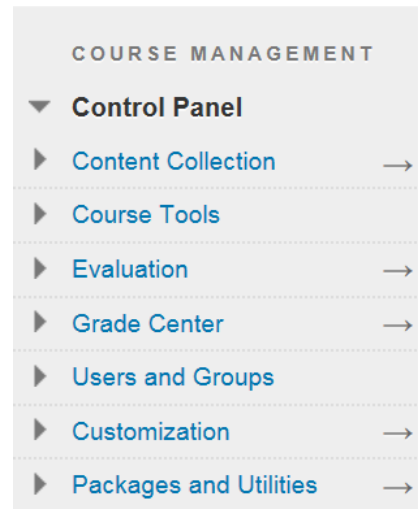 COURSE MANAGEMENT
Control Panel
Content Collection
Course Tools
Evaluation
Grade Center
Users and Groups
Customization
Packages and Utilities